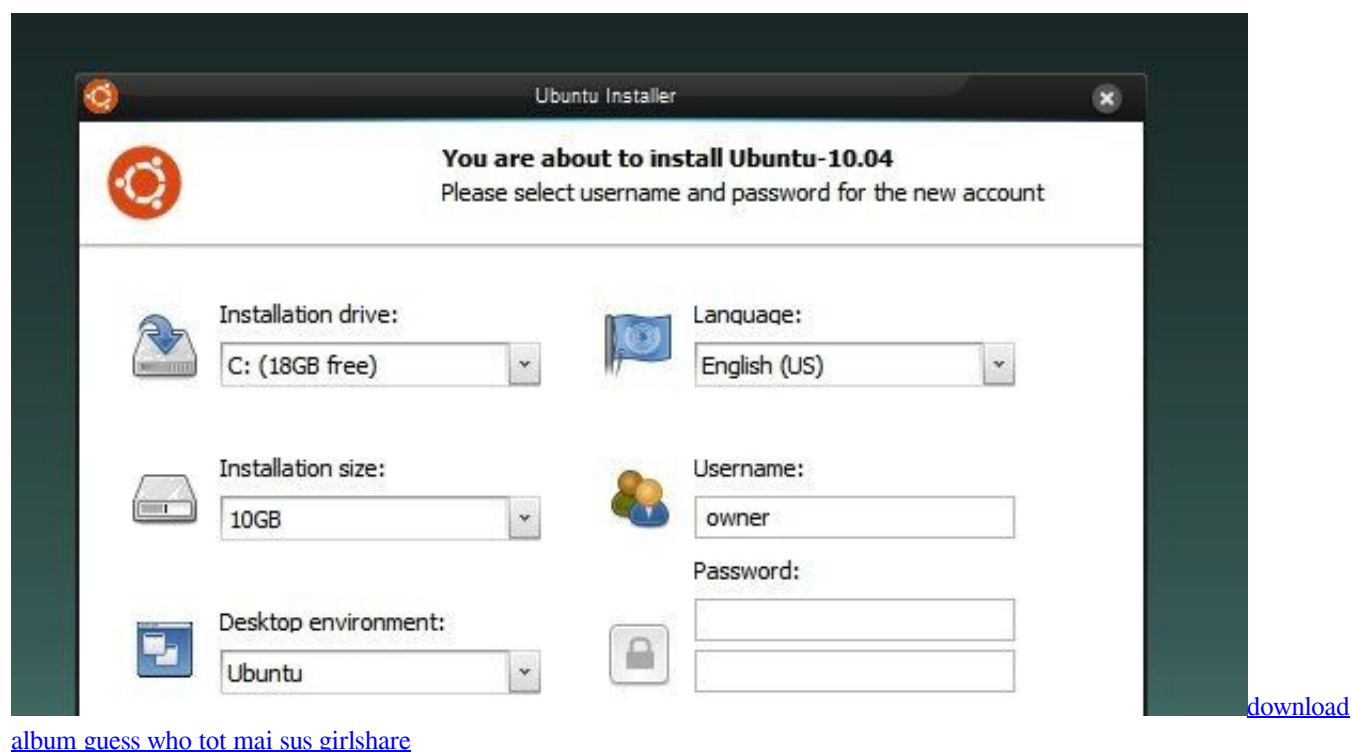 Ubuntu Installer
You are about to install Ubuntu-10.04
Please select username and password for the new account
Installation drive:
C: (18GB free)
Language:
English (US)
Installation size:
10GB
Username:
owner
Password:
Desktop environment:
Ubuntu
download
album guess who tot mai sus girlshare